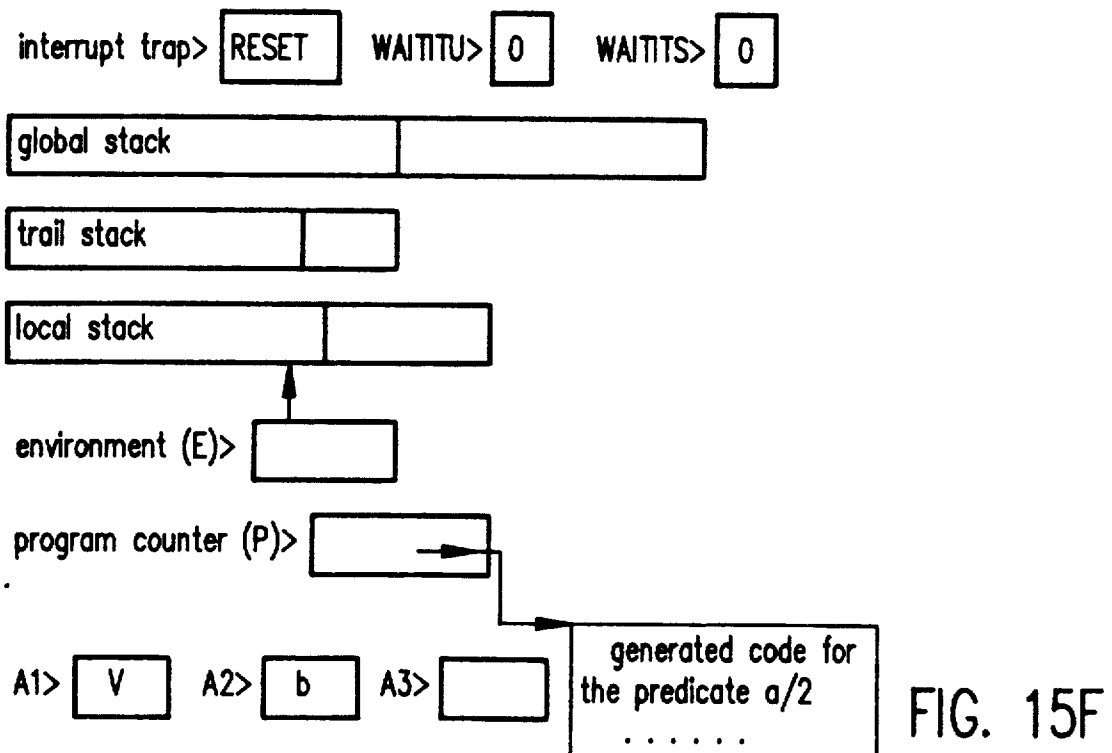 interrupt trap> RESET WAITITU> 0 WAITITS> 0
global stack
trail stack
local stack
environment (E)>
program counter (P)>
generated code for
the predicate a/2
. . . . . .
A1> V A2> b A3>
FIG. 15F